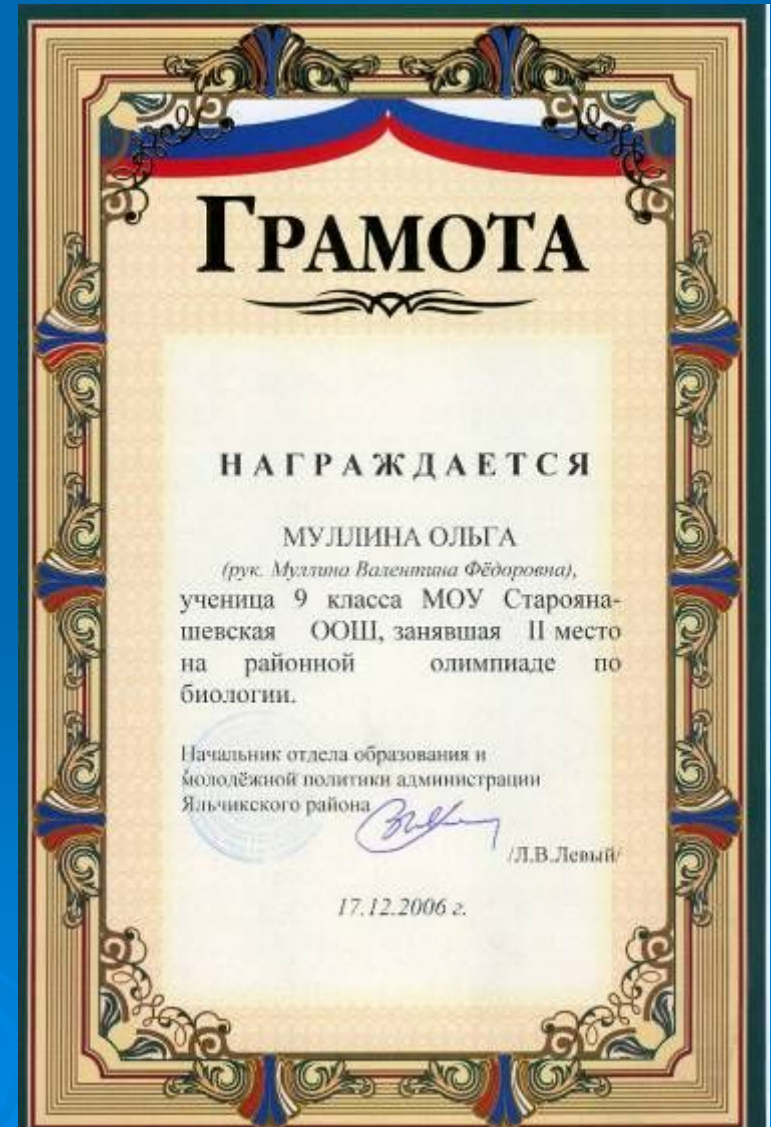 ГРАМОТА
НАГРАЖДАЕТСЯ
МУЛЛИНА ОЛЬГА
(рук. Муллина Валентина Фёдоровна),
ученица 9 класса МОУ Старояна-
шевская ООШ, занявшая II место
на районной олимпиаде по
биологии.
Начальник отдела образования и
молодёжной политики администрации
Яльчикского района
/Л.В.Левый/
17.12.2006 г.